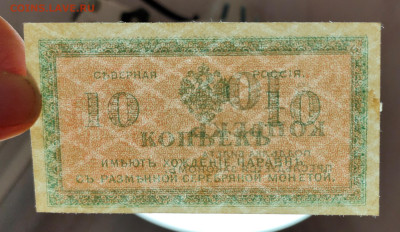 СѢВЕРНАЯ РОССІЯ.
10 10
КОПѢЕКЪ
ИМѢЮТЪ ХОЖДЕНІЕ НАРАВНѢ
СЪ РАЗМѢННОЙ СЕРЕБРЯНОЙ МОНЕТОЙ.